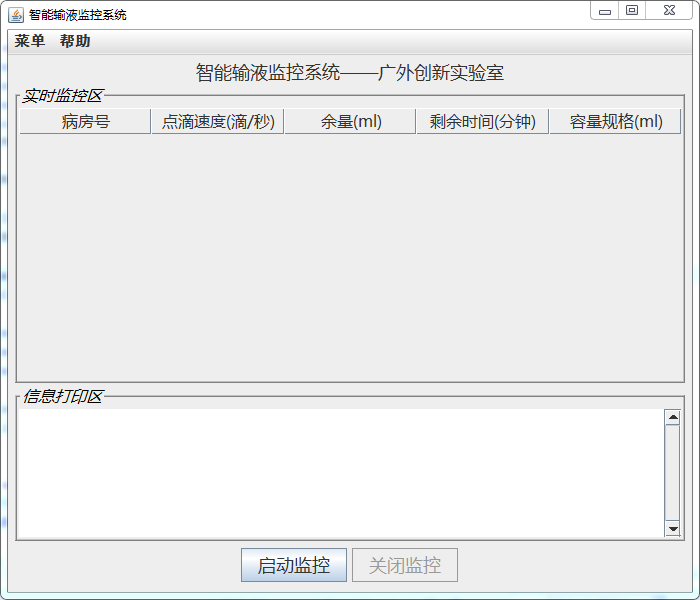 智能输液监控系统
菜单 帮助
智能输液监控系统——广外创新实验室
实时监控区
病房号 点滴速度(滴/秒) 余量(ml) 剩余时间(分钟) 容量规格(ml)
信息打印区
启动监控 关闭监控